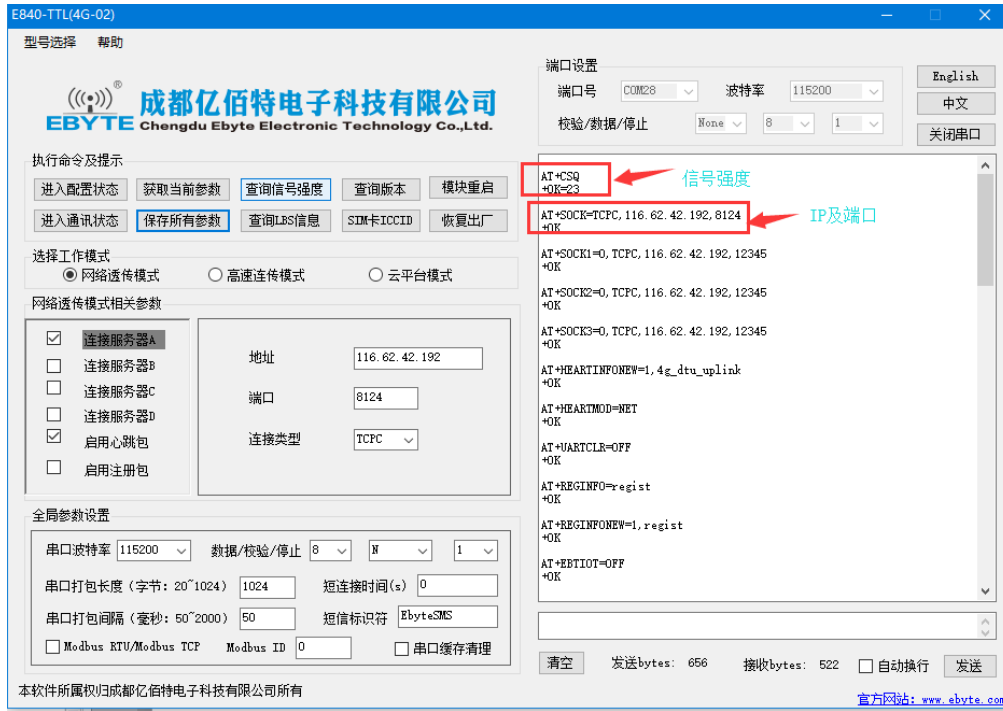 E840-TTL(4G-02)
型号选择 帮助
((•))® 成都亿佰特电子科技有限公司
EBYTE Chengdu Ebyte Electronic Technology Co.,Ltd.
端口设置
端口号 COM28 波特率 115200
校验/数据/停止 None 8 1
English
中文
关闭串口
执行命令及提示
进入配置状态 获取当前参数 查询信号强度 查询版本 模块重启
进入通讯状态 保存所有参数 查询LBS信息 SIM卡ICCID 恢复出厂
选择工作模式
网络透传模式 高速连传模式 云平台模式
网络透传模式相关参数
连接服务器A
连接服务器B
连接服务器C
连接服务器D
启用心跳包
启用注册包
地址 116.62.42.192
端口 8124
连接类型 TCPC
全局参数设置
串口波特率 115200 数据/校验/停止 8 N 1
串口打包长度（字节：20~1024） 1024 短连接时间(s) 0
串口打包间隔（毫秒：50~2000） 50 短信标识符 EbyteSMS
Modbus RTU/Modbus TCP Modbus ID 0 串口缓存清理
本软件所属权归成都亿佰特电子科技有限公司所有
AT+CSQ
+OK=23
信号强度
AT+SOCK=TCPC,116.62.42.192,8124
+OK
IP及端口
AT+SOCK1=0,TCPC,116.62.42.192,12345
+OK
AT+SOCK2=0,TCPC,116.62.42.192,12345
+OK
AT+SOCK3=0,TCPC,116.62.42.192,12345
+OK
AT+HEARTINFONEW=1,4g_dtu_uplink
+OK
AT+HEARTMOD=NET
+OK
AT+UARTCLR=OFF
+OK
AT+REGINFO=regist
+OK
AT+REGINFONEW=1,regist
+OK
AT+EBTIOT=OFF
+OK
清空 发送bytes: 656 接收bytes: 522 自动换行 发送
官方网站: www.ebyte.com